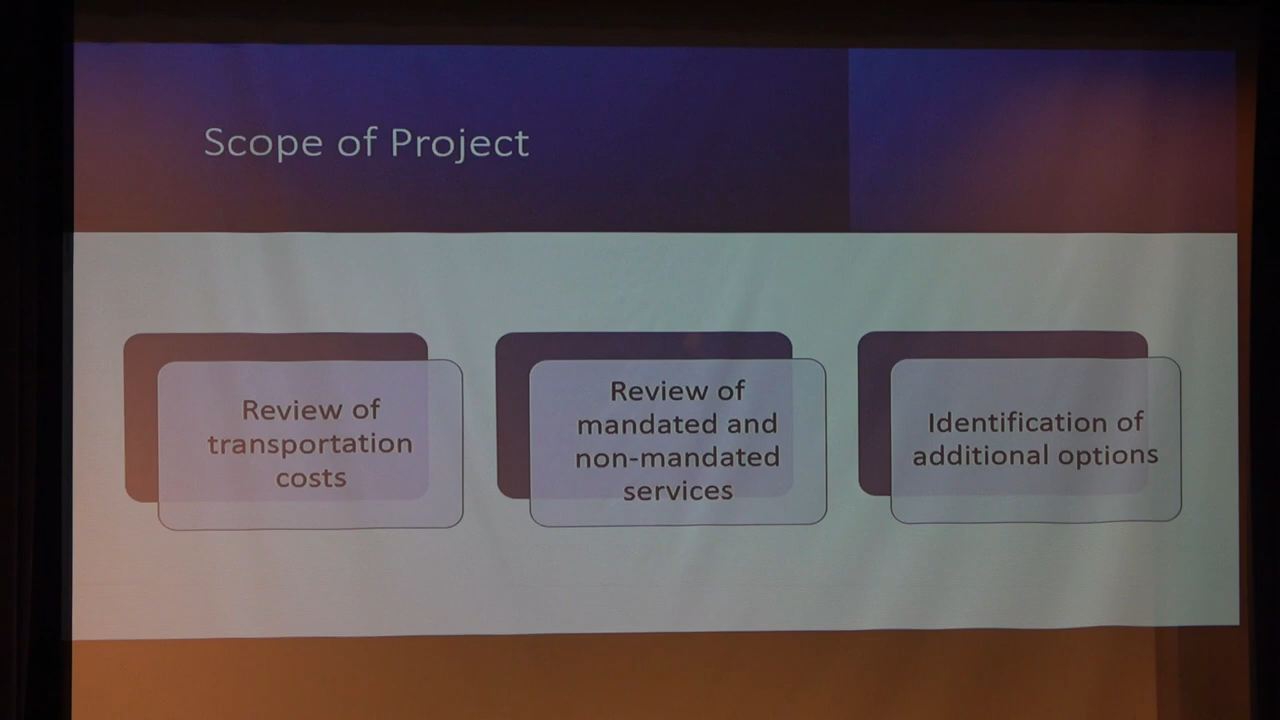 Scope of Project
Review of
transportation
costs
Review of
mandated and
non-mandated
services
Identification of
additional options